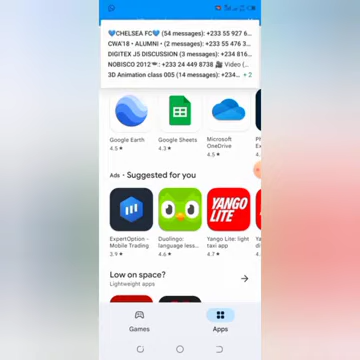 💙CHELSEA FC💙 (54 messages): +233 55 927 6...
CWA'18 • ALUMNI • (2 messages): +233 55 476 3...
DIGITEX J5 DISCUSSION (3 messages): +234 816...
NOBISCO 2012 : +233 24 449 8738 🎥 Video (...
3D Animation class 005 (14 messages): +234... + 2
Google Earth
4.5★
Google Sheets
4.3★
Microsoft OneDrive
4.5★
Ads • Suggested for you
ExpertOption - Mobile Trading
3.9★
Duolingo: language less...
4.6★
YANGO LITE
Yango Lite: light taxi app
4.7★
Low on space?
Lightweight apps
Games
Apps